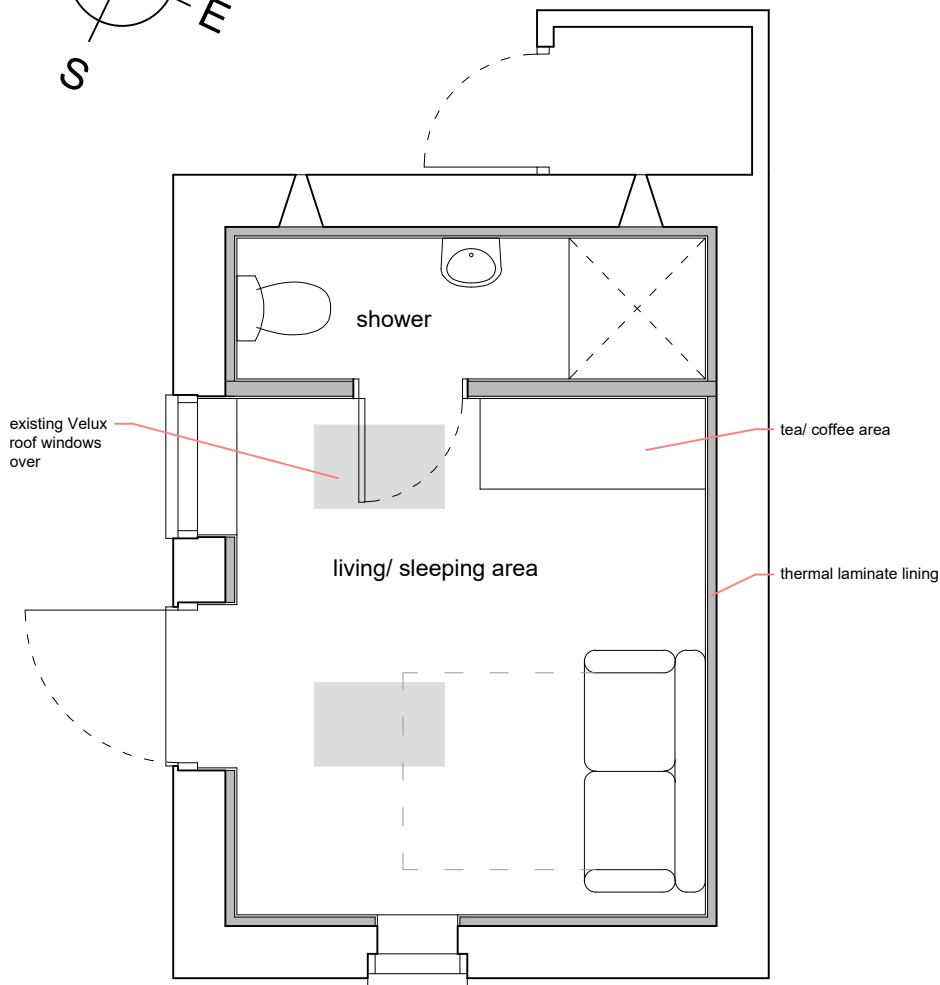 E
S
shower
existing Velux
roof windows
over
tea/ coffee area
living/ sleeping area
thermal laminate lining